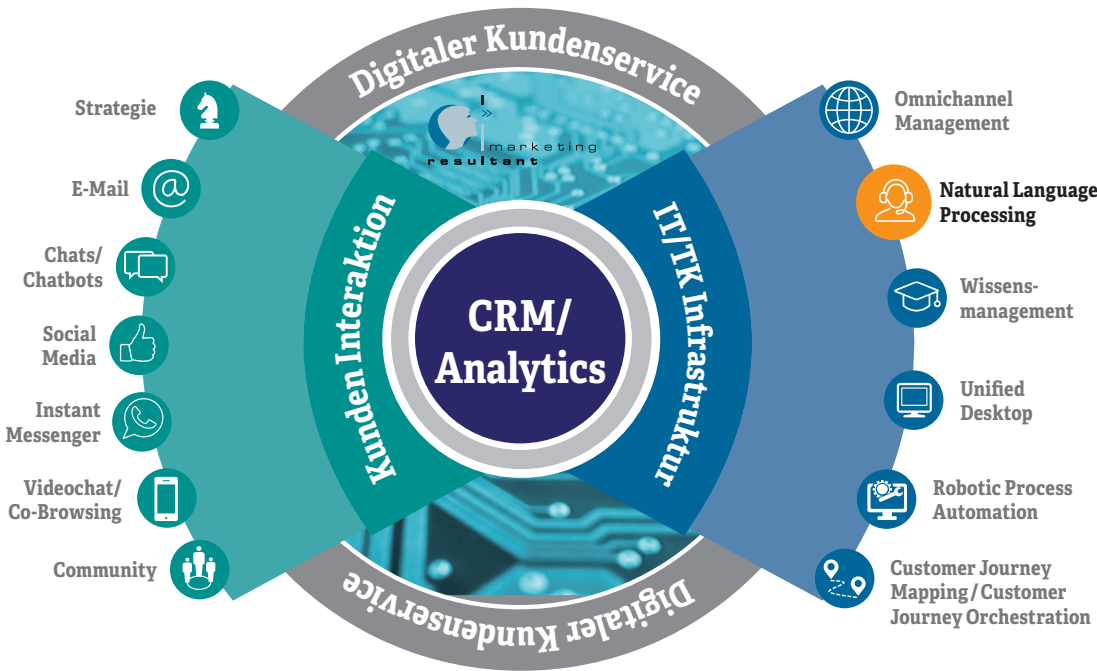 Digitaler Kundenservice
marketing
resultant
Strategie
E-Mail
Chats/
Chatbots
Social
Media
Instant
Messenger
Videochat/
Co-Browsing
Community
Kunden Interaktion
CRM/
Analytics
IT/TK Infrastruktur
Omnichannel
Management
Natural Language
Processing
Wissens-
management
Unified
Desktop
Robotic Process
Automation
Customer Journey
Mapping/Customer
Journey Orchestration
Digitaler Kundenservice